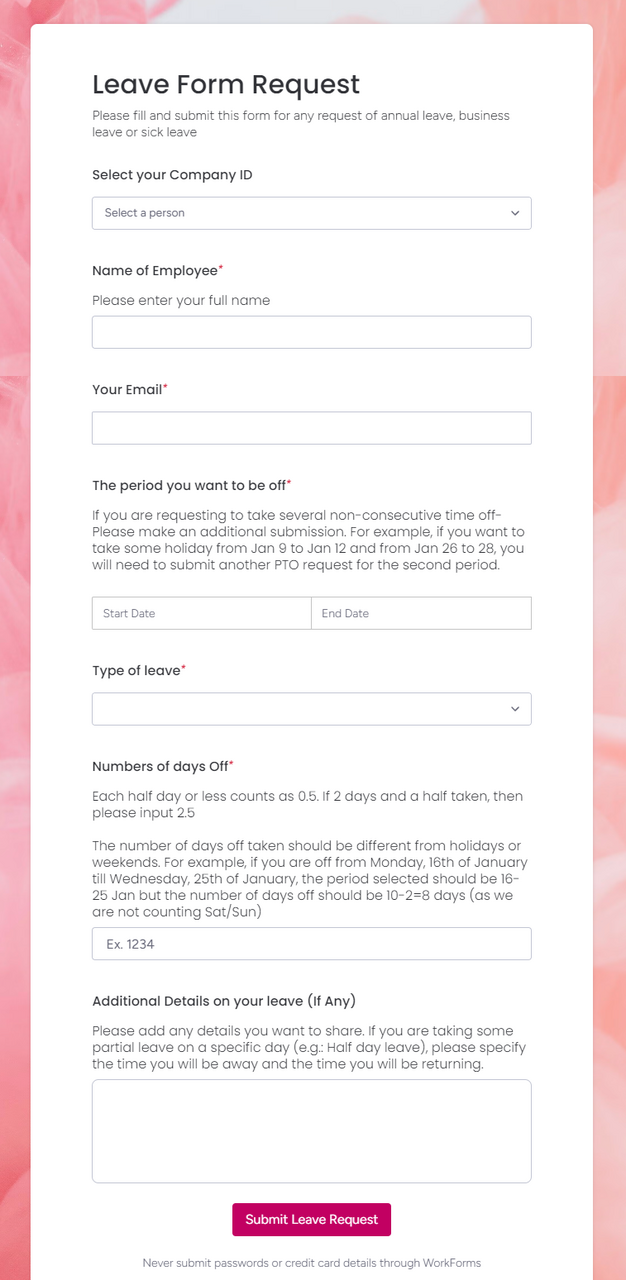 Leave Form Request
Please fill and submit this form for any request of annual leave, business
leave or sick leave
Select your Company ID
Select a person
Name of Employee*
Please enter your full name
Your Email*
The period you want to be off*
If you are requesting to take several non-consecutive time off-
Please make an additional submission. For example, if you want to
take some holiday from Jan 9 to Jan 12 and from Jan 26 to 28, you
will need to submit another PTO request for the second period.
Start Date
End Date
Type of leave*
Numbers of days Off*
Each half day or less counts as 0.5. If 2 days and a half taken, then
please input 2.5
The number of days off taken should be different from holidays or
weekends. For example, if you are off from Monday, 16th of January
till Wednesday, 25th of January, the period selected should be 16-
25 Jan but the number of days off should be 10-2=8 days (as we
are not counting Sat/Sun)
Ex. 1234
Additional Details on your leave (If Any)
Please add any details you want to share. If you are taking some
partial leave on a specific day (e.g.: Half day leave), please specify
the time you will be away and the time you will be returning.
Submit Leave Request
Never submit passwords or credit card details through WorkForms